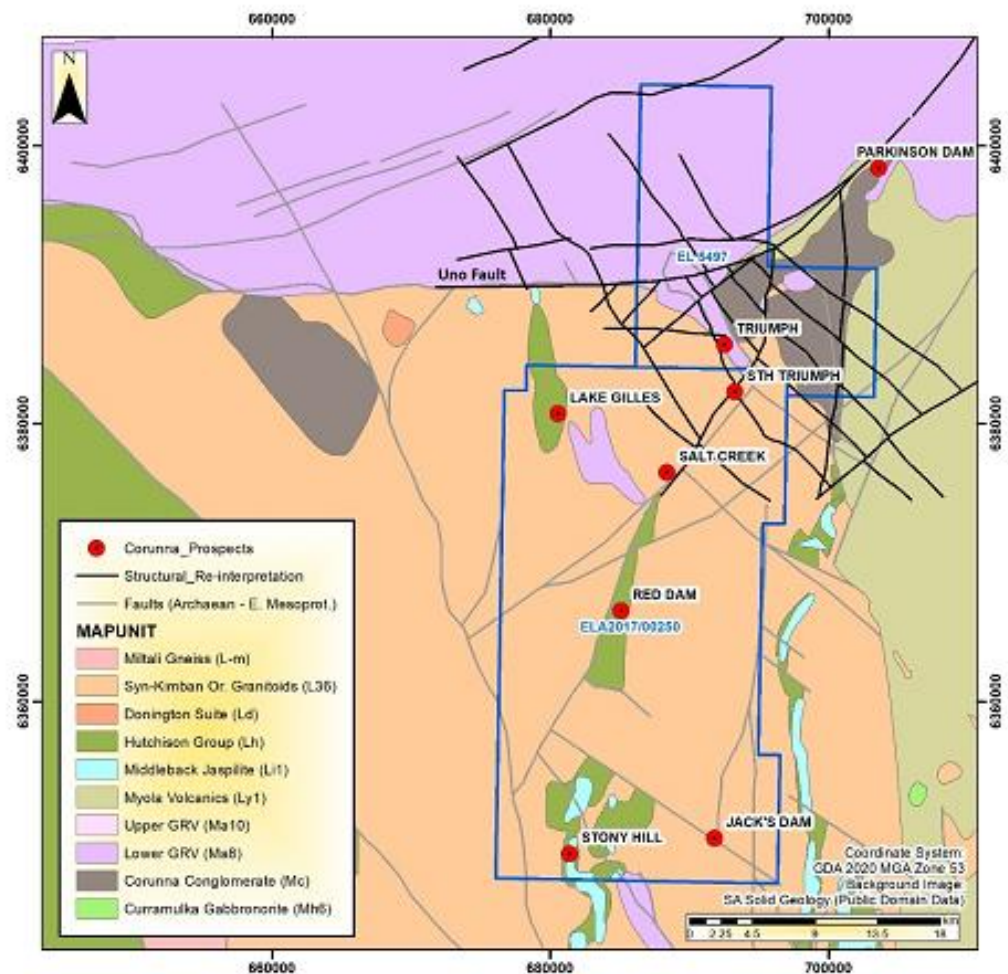 660000 680000 700000
N
6400000
6400000
PARKINSON DAM
EL 5497
Uno Fault
TRIUMPH
STH TRIUMPH
6380000
6380000
LAKE GILLES
SALT CREEK
Corunna_Prospects
Structural_Re-interpretation
Faults (Archaean - E. Mesoprot.)
MAPUNIT
Miltali Gneiss (L-m)
Syn-Kimban Or. Granitoids (L36)
Donington Suite (Ld)
Hutchison Group (Lh)
Middleback Jaspilite (Li1)
Myola Volcanics (Ly1)
Upper GRV (Ma10)
Lower GRV (Ma8)
Corunna Conglomerate (Mc)
Curramulka Gabbronorite (Mh6)
RED DAM
ELA2017/00250
6360000
6360000
STONY HILL
JACK'S DAM
Coordinate System:
GDA 2020 MGA Zone 53
Background Image:
SA Solid Geology (Public Domain Data)
km
0 2.25 4.5 9 13.5 18
660000 680000 700000